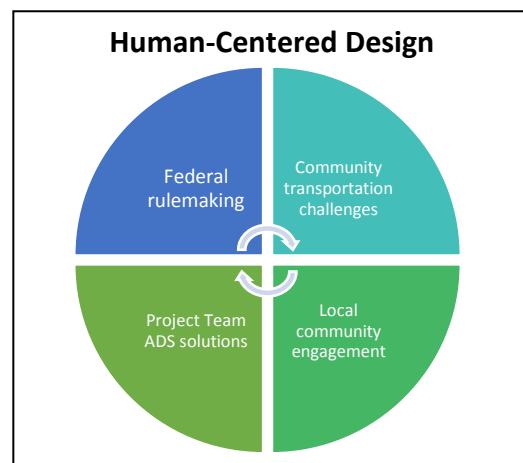 Human-Centered Design
Federal
rulemaking
Community
transportation
challenges
Project Team
ADS solutions
Local
community
engagement